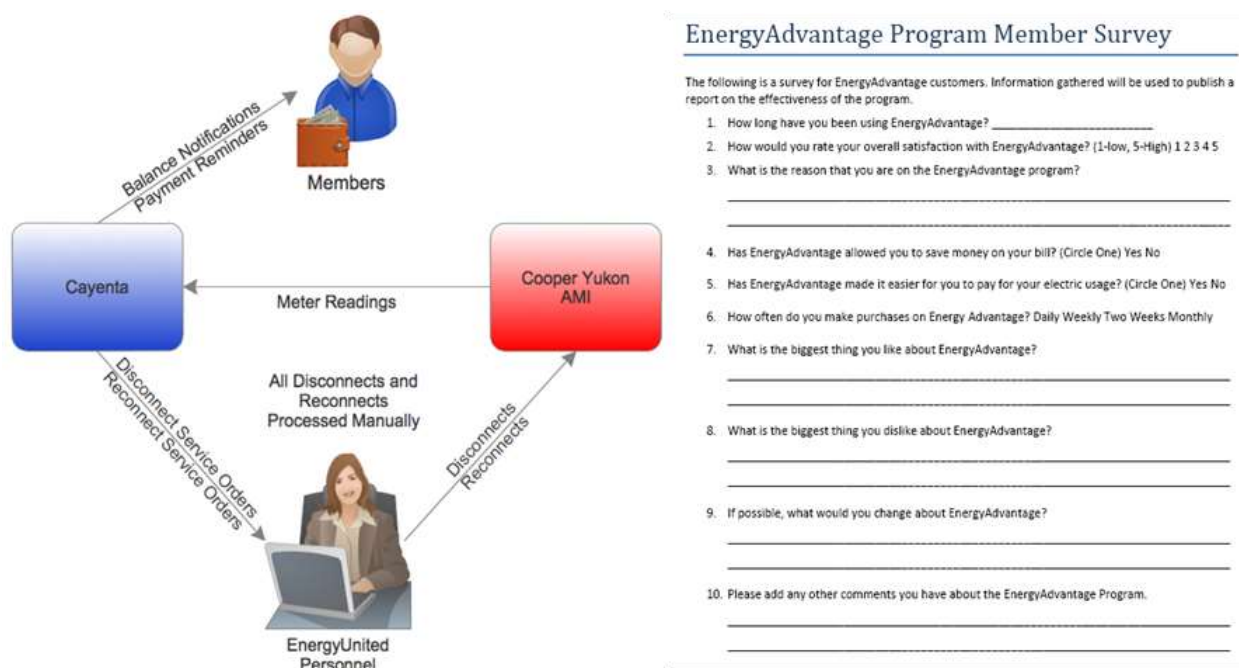 Balance Notifications
Payment Reminders
Members
Cayenta
Cooper Yukon
AMI
Meter Readings
All Disconnects and
Reconnects
Processed Manually
Disconnect Service Orders
Reconnect Service Orders
Disconnects
Reconnects
EnergyUnited
Personnel
EnergyAdvantage Program Member Survey
The following is a survey for EnergyAdvantage customers. Information gathered will be used to publish a
report on the effectiveness of the program.
1. How long have you been using EnergyAdvantage? ____________________
2. How would you rate your overall satisfaction with EnergyAdvantage? (1-low, 5-High) 1 2 3 4 5
3. What is the reason that you are on the EnergyAdvantage program?
4. Has EnergyAdvantage allowed you to save money on your bill? (Circle One) Yes No
5. Has EnergyAdvantage made it easier for you to pay for your electric usage? (Circle One) Yes No
6. How often do you make purchases on Energy Advantage? Daily Weekly Two Weeks Monthly
7. What is the biggest thing you like about EnergyAdvantage?
8. What is the biggest thing you dislike about EnergyAdvantage?
9. If possible, what would you change about EnergyAdvantage?
10. Please add any other comments you have about the EnergyAdvantage Program.